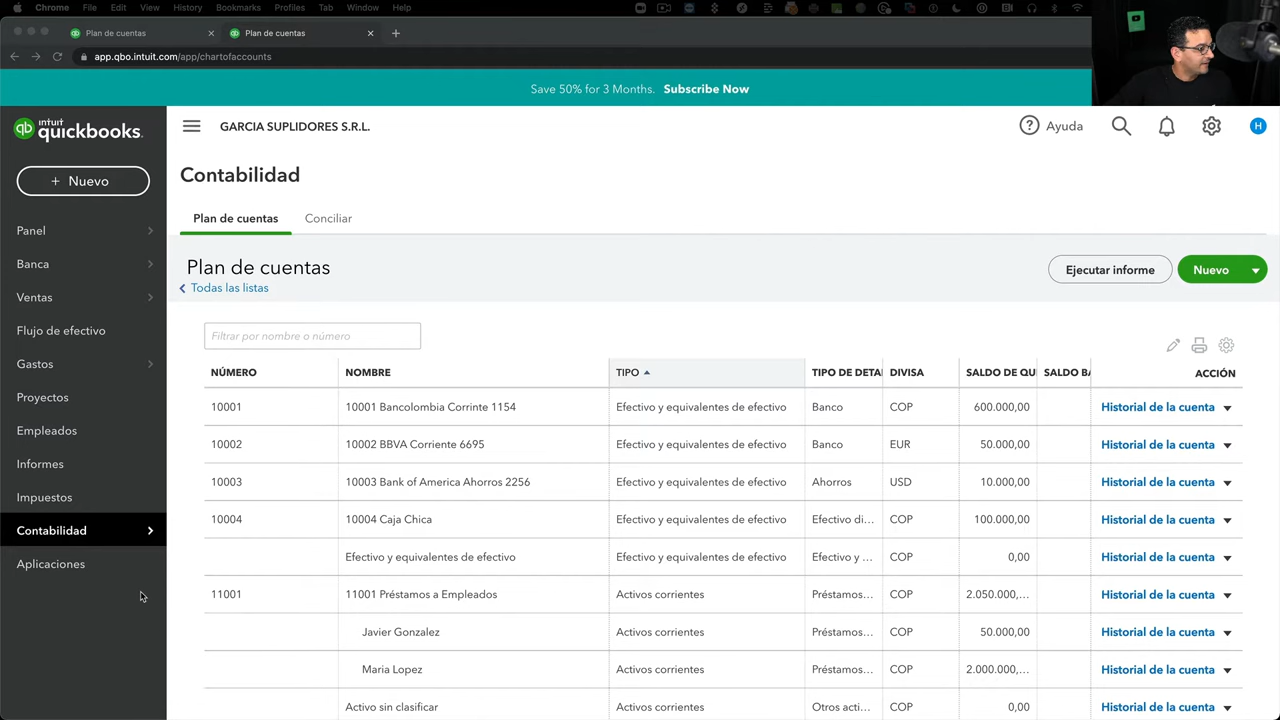 Chrome File Edit View History Bookmarks Profiles Tab Window Help
Plan de cuentas
Plan de cuentas
app.qbo.intuit.com/app/chartofaccounts
Save 50% for 3 Months. Subscribe Now
intuit
quickbooks.
GARCIA SUPLIDORES S.R.L.
Ayuda
H
+ Nuevo
Contabilidad
Panel
Banca
Ventas
Flujo de efectivo
Gastos
Proyectos
Empleados
Informes
Impuestos
Contabilidad
Aplicaciones
Plan de cuentas Conciliar
Plan de cuentas
Todas las listas
Ejecutar informe
Nuevo
Filtrar por nombre o número
NÚMERO NOMBRE TIPO TIPO DE DETA DIVISA SALDO DE QU SALDO BA ACCIÓN
10001 10001 Bancolombia Corrinte 1154 Efectivo y equivalentes de efectivo Banco COP 600.000,00 Historial de la cuenta
10002 10002 BBVA Corriente 6695 Efectivo y equivalentes de efectivo Banco EUR 50.000,00 Historial de la cuenta
10003 10003 Bank of America Ahorros 2256 Efectivo y equivalentes de efectivo Ahorros USD 10.000,00 Historial de la cuenta
10004 10004 Caja Chica Efectivo y equivalentes de efectivo Efectivo di... COP 100.000,00 Historial de la cuenta
Efectivo y equivalentes de efectivo Efectivo y equivalentes de efectivo Efectivo y ... COP 0,00 Historial de la cuenta
11001 11001 Préstamos a Empleados Activos corrientes Préstamos... COP 2.050.000,... Historial de la cuenta
Javier Gonzalez Activos corrientes Préstamos... COP 50.000,00 Historial de la cuenta
Maria Lopez Activos corrientes Préstamos... COP 2.000.000,... Historial de la cuenta
Activo sin clasificar Activos corrientes Otros acti... COP 0,00 Historial de la cuenta